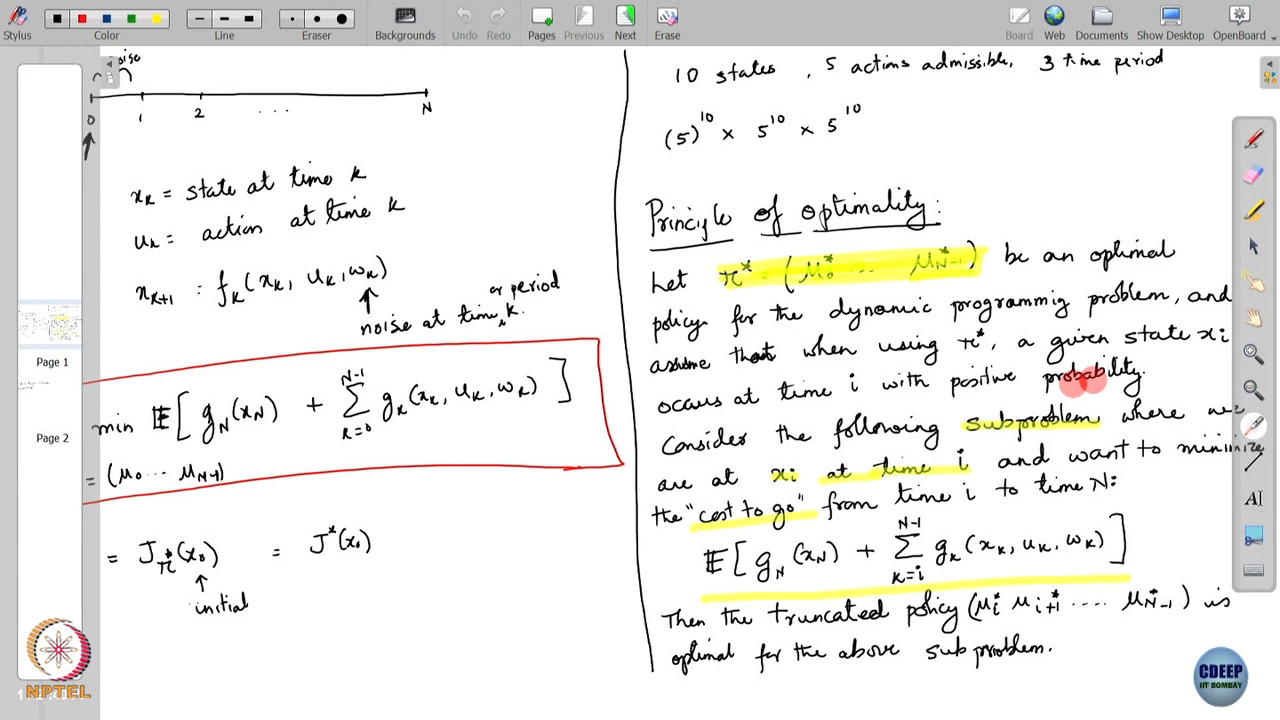 Stylus
Color
Line
Eraser
Backgrounds
Undo
Redo
Pages
Previous
Next
Erase
Board
Web
Documents
Show Desktop
OpenBoard
Page 1
Page 2
noise
0 1 2 ... N
x_k = state at time k
u_k = action at time k
x_{k+1} = f_k (x_k, u_k, w_k)
noise at time or period k.
min E[ g_N(x_N) + \sum_{k=0}^{N-1} g_k(x_k, u_k, w_k) ]
= (μ_0 ... μ_{N-1})
= J_{π*}(x_0) = J*(x_0)
initial
10 states, 5 actions admissible, 3 time period
(5)^{10} × 5^{10} × 5^{10}
Principle of optimality:
Let π* = (μ_0* ... μ_{N-1}*) be an optimal
policy for the dynamic programmig problem, and
assume that when using π*, a given state x_i
occurs at time i with positive probability.
Consider the following subproblem where we
are at x_i at time i and want to minimize
the "cost to go" from time i to time N:
E[ g_N (x_N) + \sum_{k=i}^{N-1} g_k(x_k, u_k, w_k) ]
Then the truncated policy (μ_i* μ_{i+1}* .... μ_{N-1}*) is
optimal for the above subproblem.
NPTEL
CDEEP
IIT BOMBAY